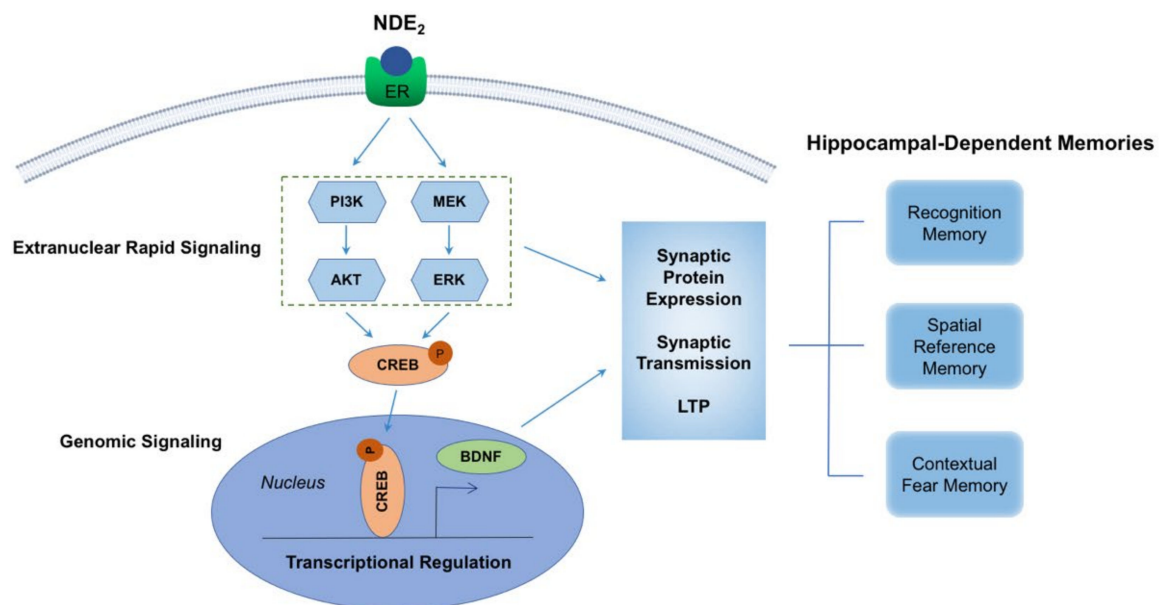 NDE₂
ER
Hippocampal-Dependent Memories
PI3K
MEK
Recognition
Memory
Extranuclear Rapid Signaling
AKT
ERK
Synaptic
Protein
Expression
Synaptic
Transmission
LTP
Spatial
Reference
Memory
CREB
P
Genomic Signaling
P
CREB
BDNF
Nucleus
Transcriptional Regulation
Contextual
Fear Memory